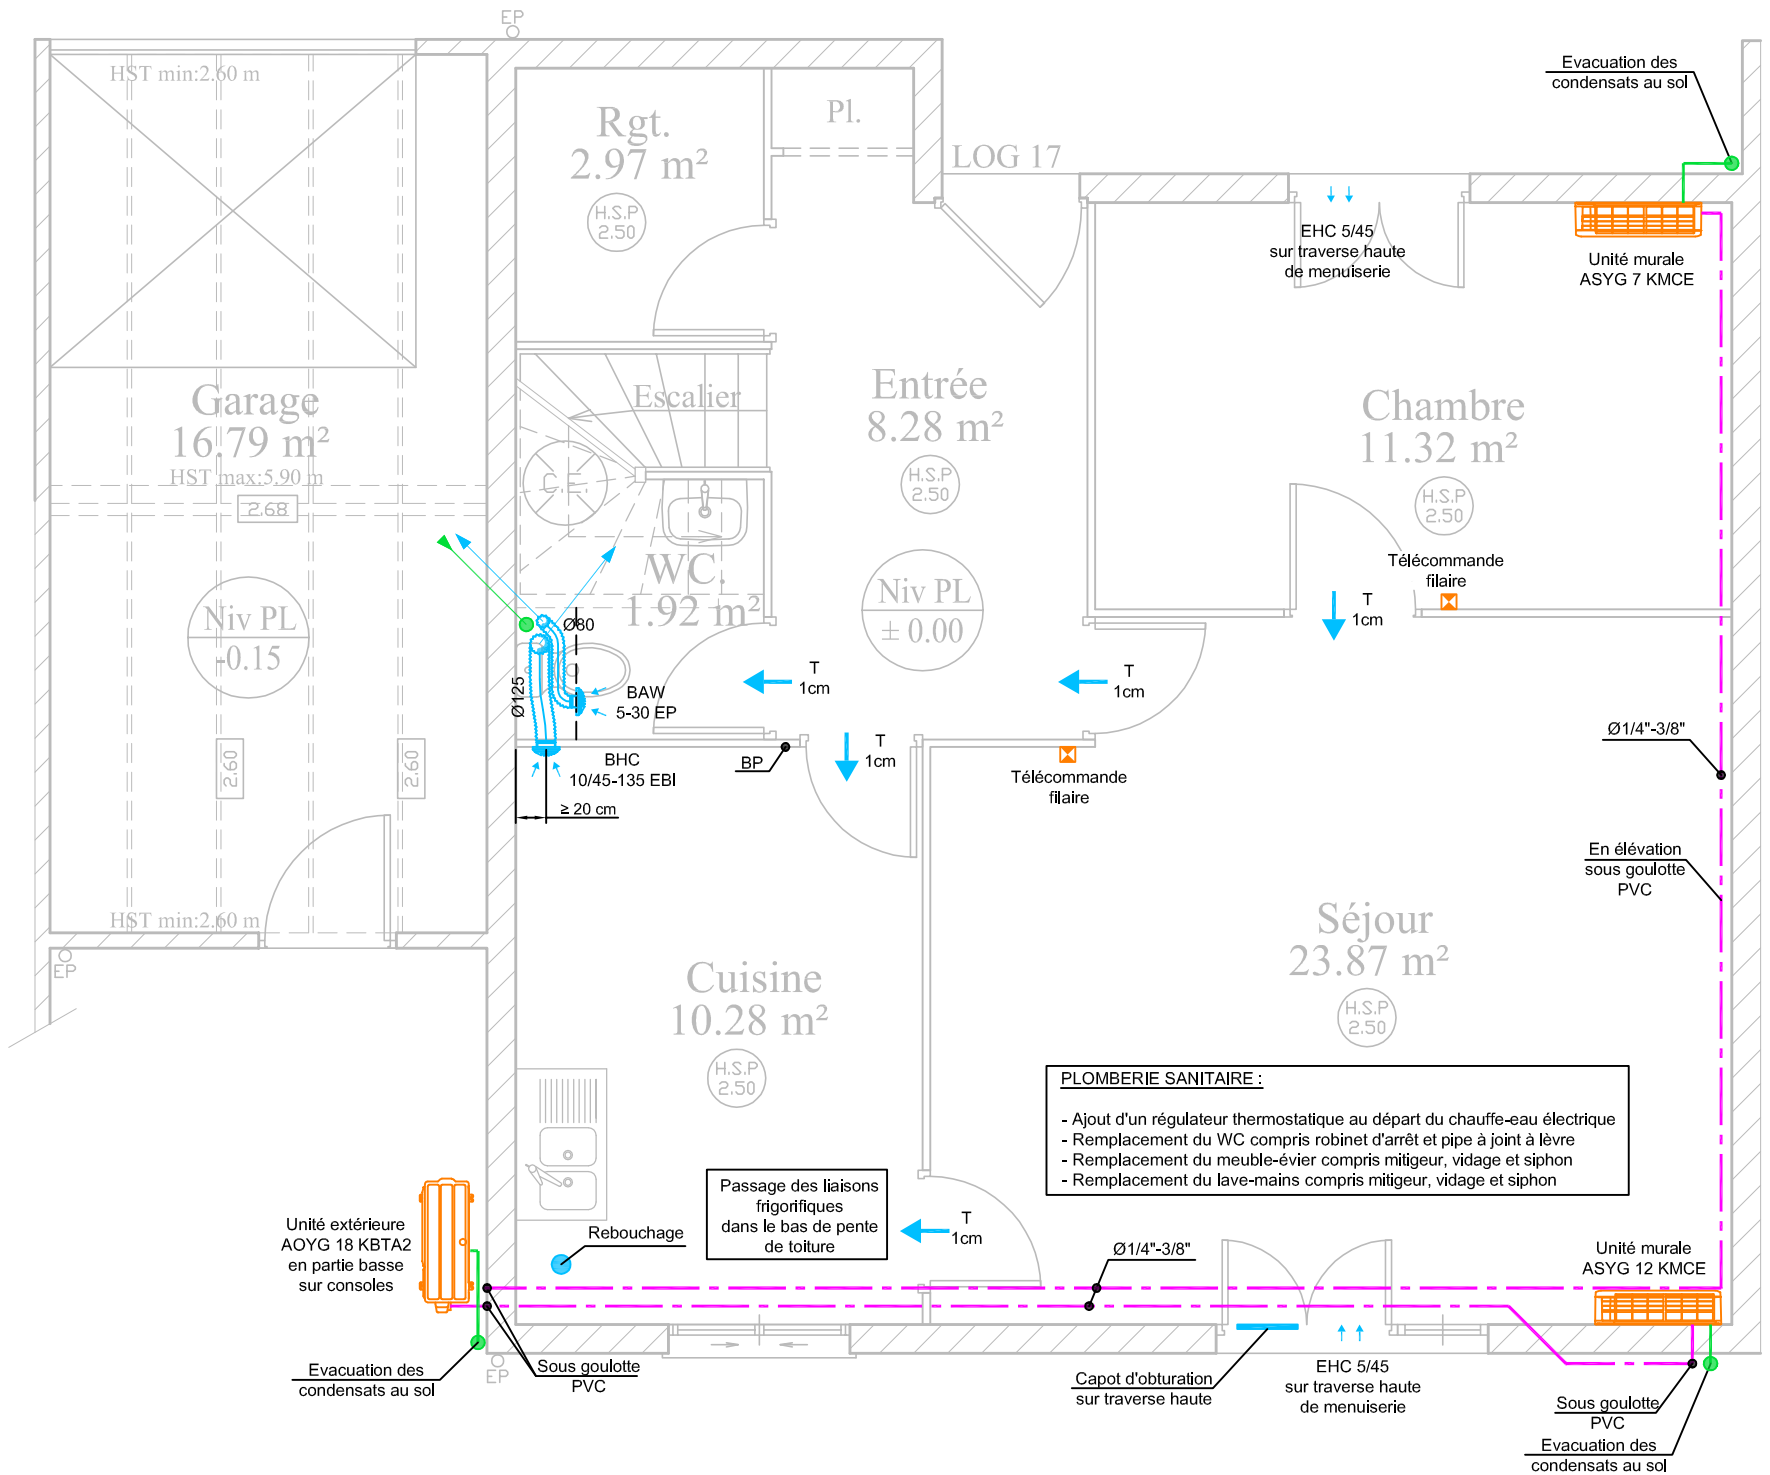 EP
HST min:2.60 m
Rgt.
2.97 m²
H.S.P
2.50
Pl.
LOG 17
Evacuation des
condensats au sol
EHC 5/45
sur traverse haute
de menuiserie
Unité murale
ASYG 7 KMCE
Garage
16.79 m²
HST max:5.90 m
2.68
Escalier
C.E.
Entrée
8.28 m²
H.S.P
2.50
Chambre
11.32 m²
H.S.P
2.50
Télécommande
filaire
WC.
1.92 m²
Niv PL
-0.15
Niv PL
± 0.00
Ø80
Ø125
BAW
5-30 EP
T
1cm
T
1cm
T
1cm
T
1cm
BHC
10/45-135 EBI
≥ 20 cm
BP
Télécommande
filaire
Ø1/4"-3/8"
2.60
2.60
En élévation
sous goulotte
PVC
HST min:2.60 m
EP
Séjour
23.87 m²
H.S.P
2.50
Cuisine
10.28 m²
H.S.P
2.50
PLOMBERIE SANITAIRE :
- Ajout d'un régulateur thermostatique au départ du chauffe-eau électrique
- Remplacement du WC compris robinet d'arrêt et pipe à joint à lèvre
- Remplacement du meuble-évier compris mitigeur, vidage et siphon
- Remplacement du lave-mains compris mitigeur, vidage et siphon
Passage des liaisons
frigorifiques
dans le bas de pente
de toiture
T
1cm
Rebouchage
Unité extérieure
AOYG 18 KBTA2
en partie basse
sur consoles
Ø1/4"-3/8"
Unité murale
ASYG 12 KMCE
Evacuation des
condensats au sol
EP
Sous goulotte
PVC
Capot d'obturation
sur traverse haute
EHC 5/45
sur traverse haute
de menuiserie
Sous goulotte
PVC
Evacuation des
condensats au sol